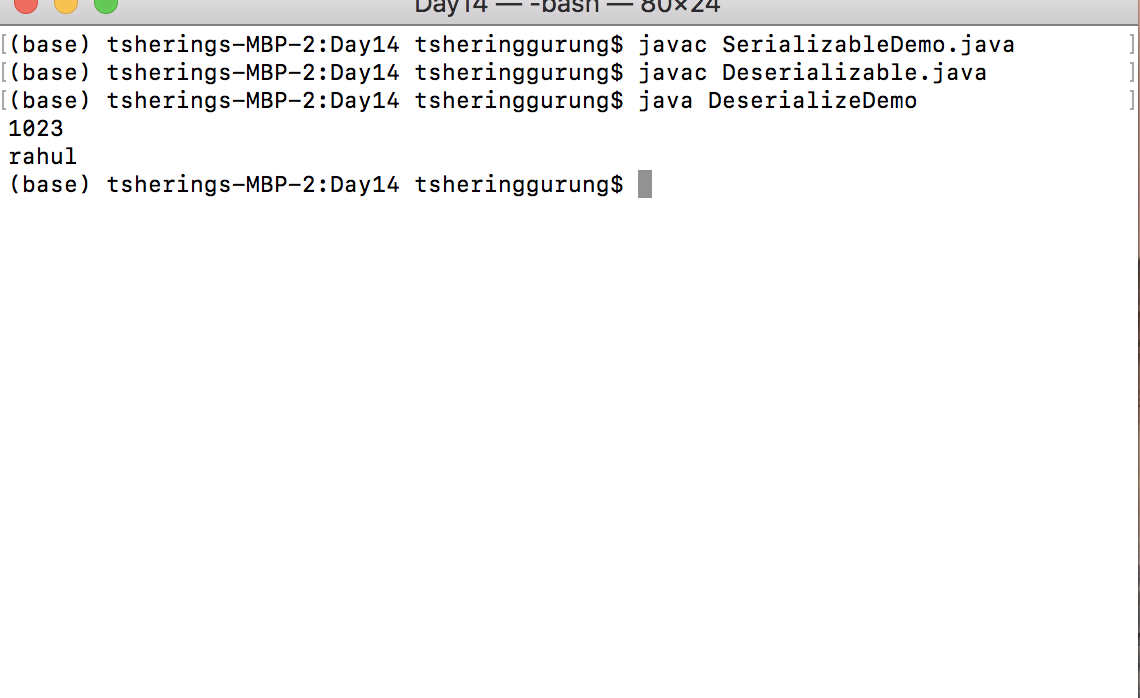 Day14 — -bash — 80×24
[(base) tsherings-MBP-2:Day14 tsheringgurung$ javac SerializableDemo.java ]
[(base) tsherings-MBP-2:Day14 tsheringgurung$ javac Deserializable.java ]
[(base) tsherings-MBP-2:Day14 tsheringgurung$ java DeserializeDemo ]
1023
rahul
(base) tsherings-MBP-2:Day14 tsheringgurung$